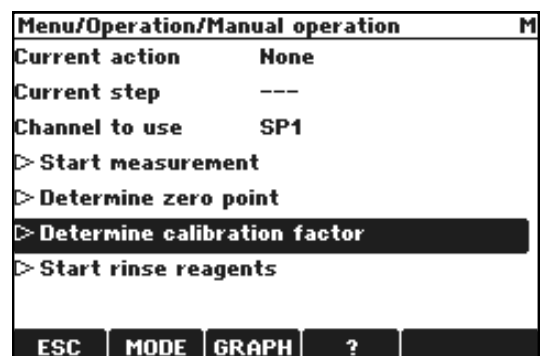 Menu/Operation/Manual operation M
Current action None
Current step ---
Channel to use SP1
▷ Start measurement
▷ Determine zero point
▷ Determine calibration factor
▷ Start rinse reagents
ESC MODE GRAPH ?